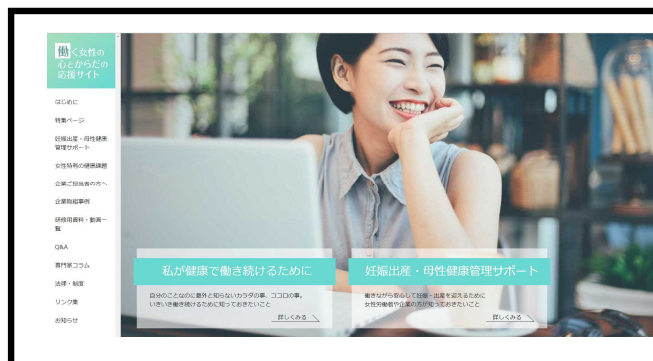 働く女性の
心とからだの
応援サイト
はじめに
特集ページ
妊娠出産・母性健康
管理サポート
女性特有の健康課題
企業ご担当者の方へ
企業取組事例
研修用資料・動画一
覧
Q&A
専門家コラム
法律・制度
リンク集
お知らせ
私が健康で働き続けるために
自分のことなのに意外と知らないカラダの事、ココロの事。
いきいき働き続けるために知っておきたいこと
詳しくみる
妊娠出産・母性健康管理サポート
働きながら安心して妊娠・出産を迎えるために
女性労働者や企業の方が知っておきたいこと
詳しくみる